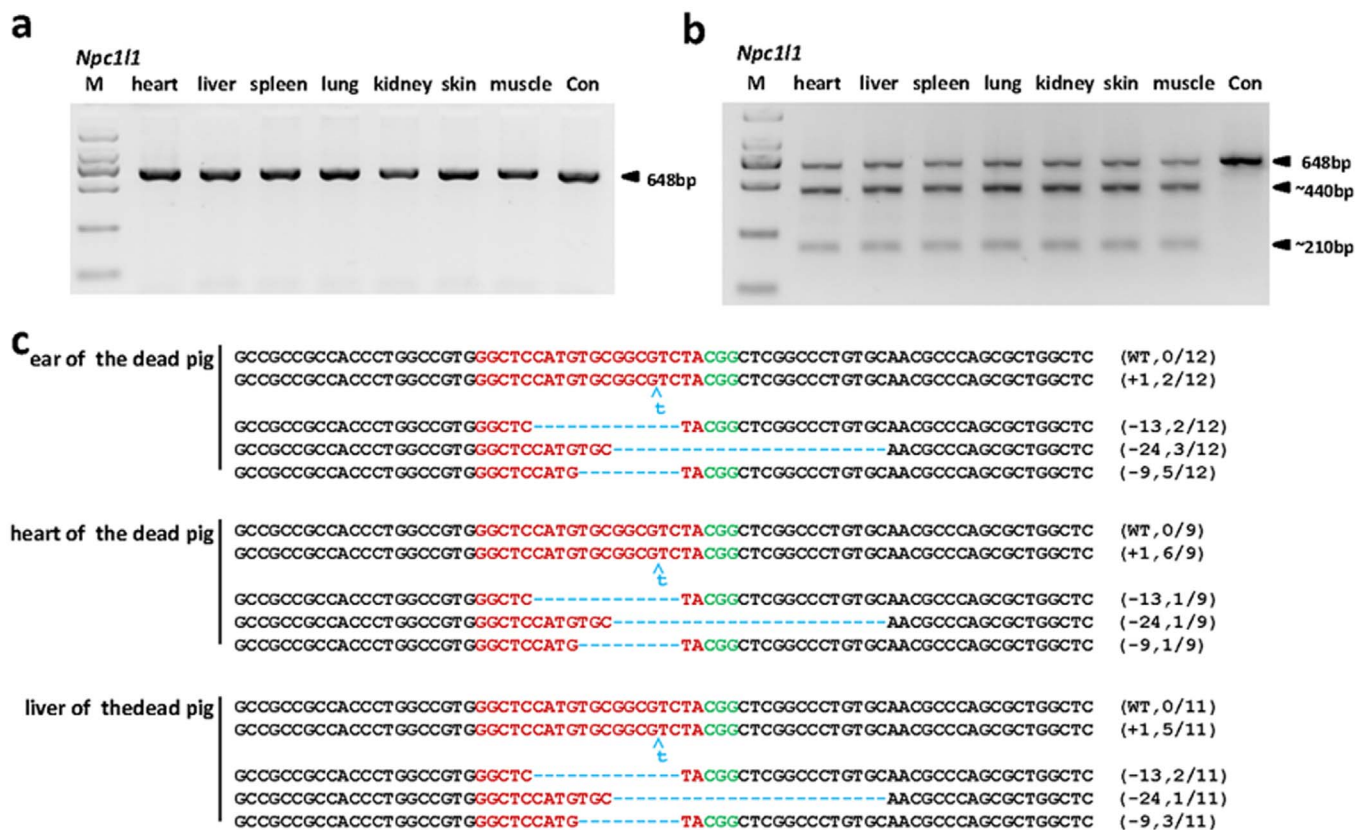 a
Npc1l1
M heart liver spleen lung kidney skin muscle Con
648bp
b
Npc1l1
M heart liver spleen lung kidney skin muscle Con
648bp
~440bp
~210bp
c
ear of the dead pig
GCCGCCGCCACCCTGGCCGTGGGCTCCATGTGCGGCGTCTACGGCTCGGCCCTGTGCAACGCCCAGCGCTGGCTC (WT,0/12)
GCCGCCGCCACCCTGGCCGTGGGCTCCATGTGCGGCGTCTACGGCTCGGCCCTGTGCAACGCCCAGCGCTGGCTC (+1,2/12)
^
t
GCCGCCGCCACCCTGGCCGTGGGCTC-------------TACGGCTCGGCCCTGTGCAACGCCCAGCGCTGGCTC (-13,2/12)
GCCGCCGCCACCCTGGCCGTGGGCTCCATGTGC------------------------AACGCCCAGCGCTGGCTC (-24,3/12)
GCCGCCGCCACCCTGGCCGTGGGCTCCATG---------TACGGCTCGGCCCTGTGCAACGCCCAGCGCTGGCTC (-9,5/12)
heart of the dead pig
GCCGCCGCCACCCTGGCCGTGGGCTCCATGTGCGGCGTCTACGGCTCGGCCCTGTGCAACGCCCAGCGCTGGCTC (WT,0/9)
GCCGCCGCCACCCTGGCCGTGGGCTCCATGTGCGGCGTCTACGGCTCGGCCCTGTGCAACGCCCAGCGCTGGCTC (+1,6/9)
^
t
GCCGCCGCCACCCTGGCCGTGGGCTC-------------TACGGCTCGGCCCTGTGCAACGCCCAGCGCTGGCTC (-13,1/9)
GCCGCCGCCACCCTGGCCGTGGGCTCCATGTGC------------------------AACGCCCAGCGCTGGCTC (-24,1/9)
GCCGCCGCCACCCTGGCCGTGGGCTCCATG---------TACGGCTCGGCCCTGTGCAACGCCCAGCGCTGGCTC (-9,1/9)
liver of thedead pig
GCCGCCGCCACCCTGGCCGTGGGCTCCATGTGCGGCGTCTACGGCTCGGCCCTGTGCAACGCCCAGCGCTGGCTC (WT,0/11)
GCCGCCGCCACCCTGGCCGTGGGCTCCATGTGCGGCGTCTACGGCTCGGCCCTGTGCAACGCCCAGCGCTGGCTC (+1,5/11)
^
t
GCCGCCGCCACCCTGGCCGTGGGCTC-------------TACGGCTCGGCCCTGTGCAACGCCCAGCGCTGGCTC (-13,2/11)
GCCGCCGCCACCCTGGCCGTGGGCTCCATGTGC------------------------AACGCCCAGCGCTGGCTC (-24,1/11)
GCCGCCGCCACCCTGGCCGTGGGCTCCATG---------TACGGCTCGGCCCTGTGCAACGCCCAGCGCTGGCTC (-9,3/11)